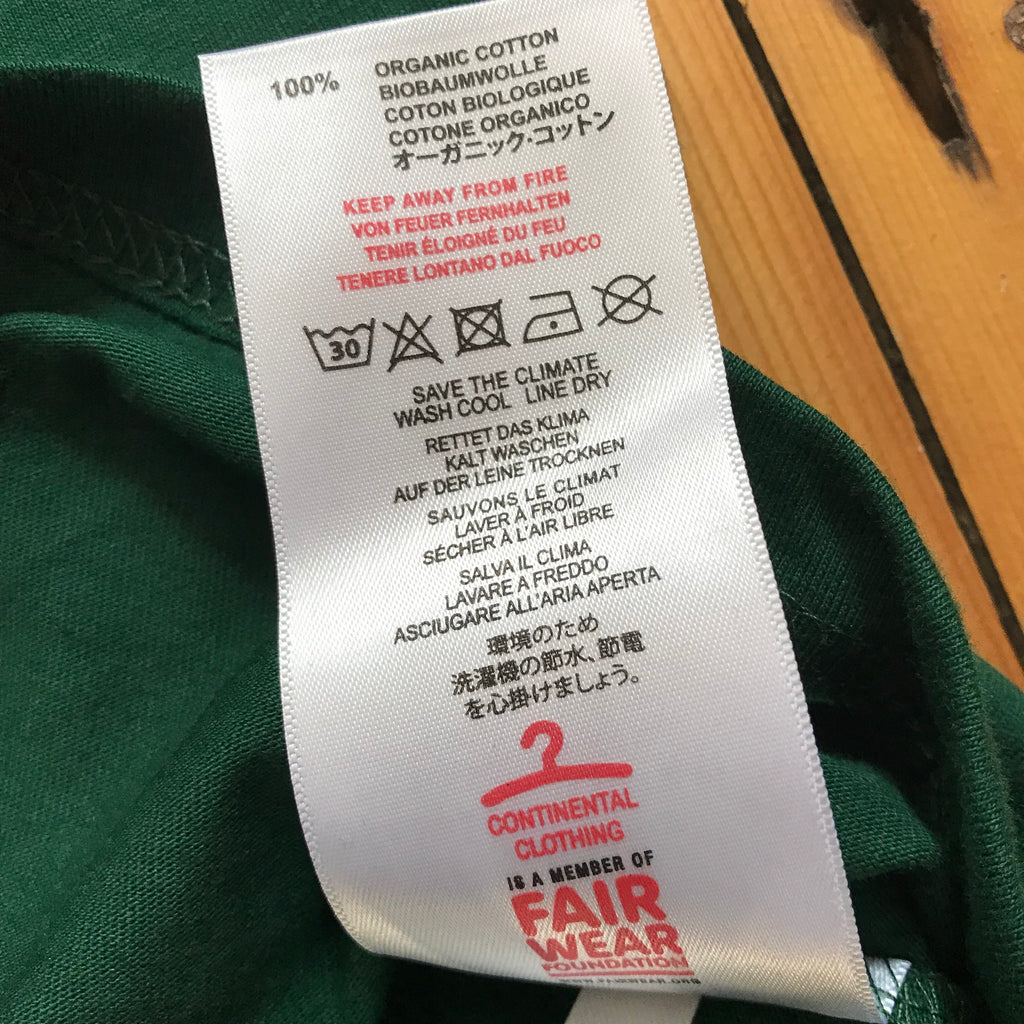 100%
ORGANIC COTTON
BIOBAUMWOLLE
COTON BIOLOGIQUE
COTONE ORGANICO
オーガニック·コットン
KEEP AWAY FROM FIRE
VON FEUER FERNHALTEN
TENIR ÉLOIGNÉ DU FEU
TENERE LONTANO DAL FUOCO
30
SAVE THE CLIMATE
WASH COOL LINE DRY
RETTET DAS KLIMA
KALT WASCHEN
AUF DER LEINE TROCKNEN
SAUVONS LE CLIMAT
LAVER À FROID
SÉCHER À L'AIR LIBRE
SALVA IL CLIMA
LAVARE A FREDDO
ASCIUGARE ALL'ARIA APERTA
環境のため
洗濯機の節水、節電
を心掛けましょう。
CONTINENTAL
CLOTHING
IS A MEMBER OF
FAIR
WEAR
FOUNDATION
WWW.FAIRWEAR.ORG